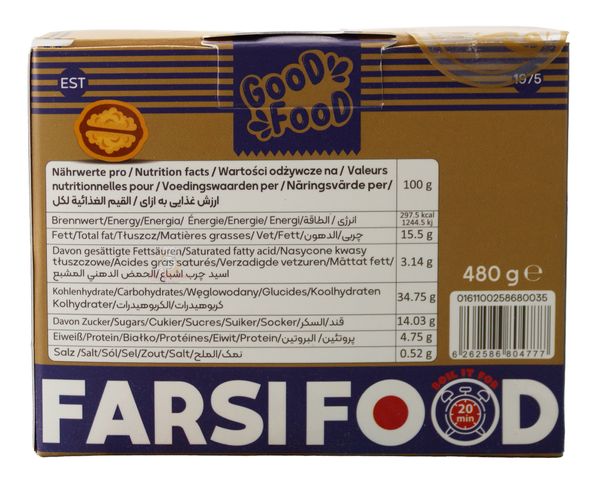 EST
GOOD
FOOD
1975
Nährwerte pro / Nutrition facts / Wartości odżywcze na / Valeurs
nutritionnelles pour / Voedingswaarden per / Näringsvärde per/
ارزش غذایی به ازای / القيم الغذائية لكل
100 g
Brennwert/Energy/Energia/ Énergie/Energie/ Energi/انرژی / الطاقة
297.5 kcal
1244.5 kj
Fett/Total fat/Tłuszcz/Matières grasses/ Vet/Fett/چربی/الدهون
15.5 g
Davon gesättigte Fettsäuren/Saturated fatty acid/Nasycone kwasy
tłuszczowe/Acides gras saturés/Verzadigde vetzuren/Mättat fett/
اسید چرب اشباع/الحمض الدهني المشبع
3.14 g
Kohlenhydrate/Carbohydrates/Węglowodany/Glucides/Koolhydraten
Kolhydrater/کربوهیدرات/الكربوهيدرات
34.75 g
Davon Zucker/Sugars/Cukier/Sucres/Suiker/Socker/قند/السكر
14.03 g
Eiweiß/Protein/Białko/Protéines/Eiwit/Protein/پروتئین/ البروتين
4.75 g
Salz /Salt/Sól/Sel/Zout/Salt/نمک/الملح
0.52 g
480 g e
0161100258680035
6 262586 804777
BOIL IT FOR
20'
min
FARSI FOOD